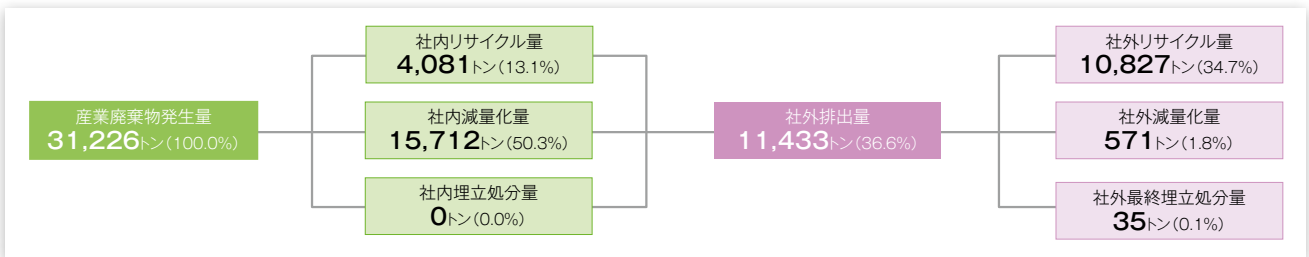 産業廃棄物発生量
31,226トン(100.0%)
社内リサイクル量
4,081トン(13.1%)
社内減量化量
15,712トン(50.3%)
社内埋立処分量
0トン(0.0%)
社外排出量
11,433トン(36.6%)
社外リサイクル量
10,827トン(34.7%)
社外減量化量
571トン(1.8%)
社外最終埋立処分量
35トン(0.1%)